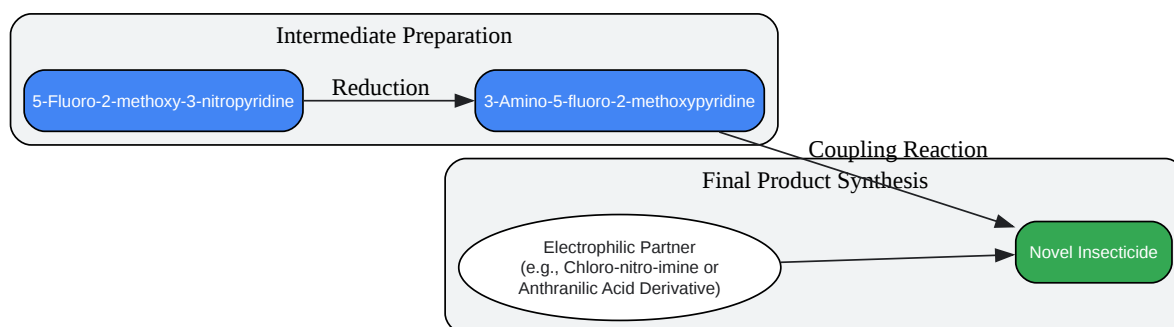 Intermediate Preparation
5-Fluoro-2-methoxy-3-nitropyridine
Reduction
3-Amino-5-fluoro-2-methoxypyridine
Coupling Reaction
Final Product Synthesis
Electrophilic Partner
(e.g., Chloro-nitro-imine or
Anthranilic Acid Derivative)
Novel Insecticide